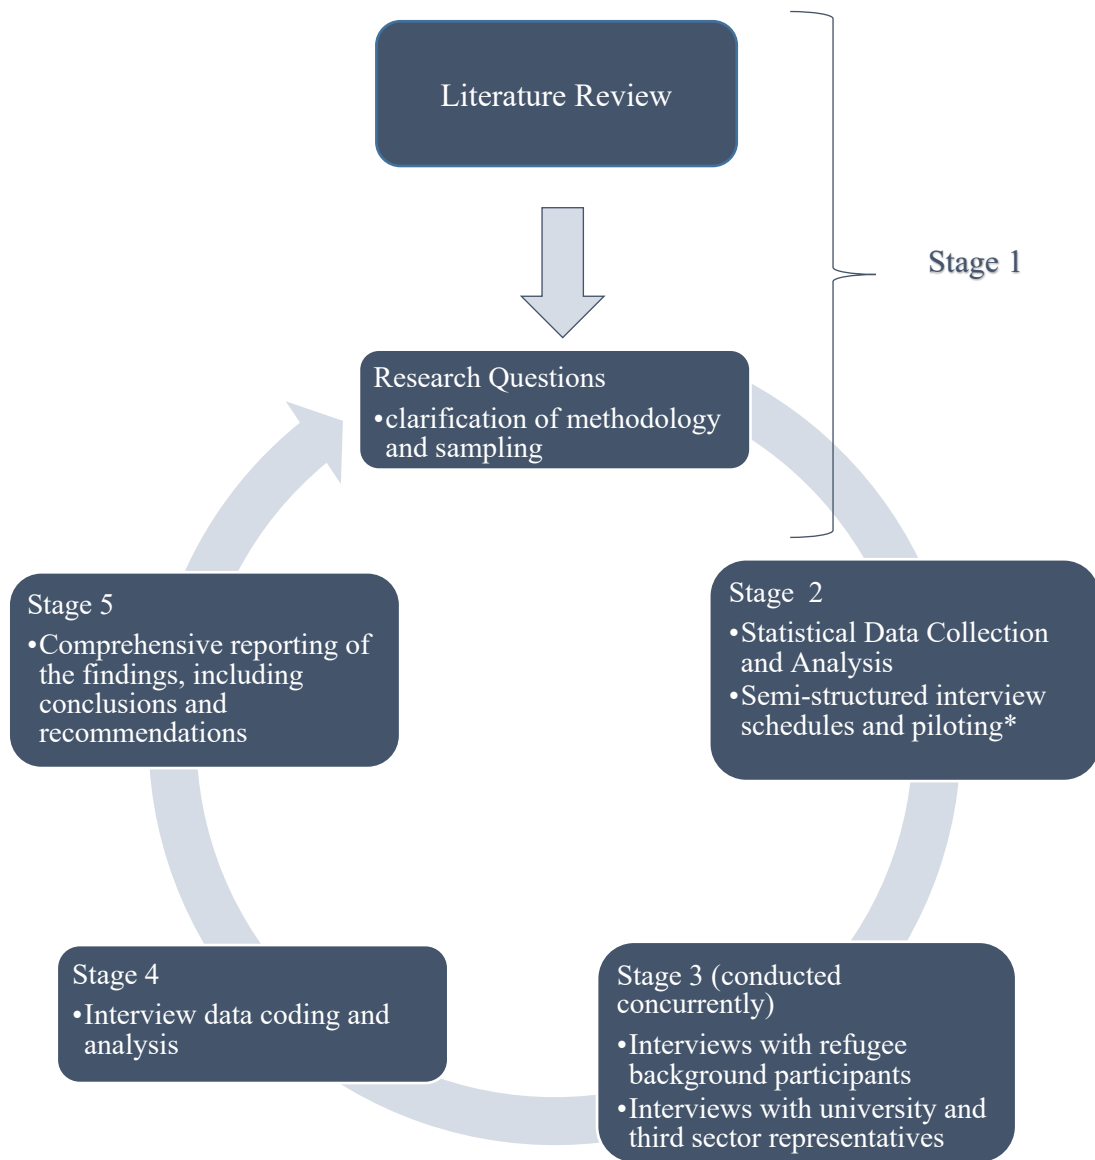 Literature Review
Stage 1
Research Questions
•clarification of methodology
and sampling
Stage 2
•Statistical Data Collection
and Analysis
•Semi-structured interview
schedules and piloting*
Stage 3 (conducted
concurrently)
•Interviews with refugee
background participants
•Interviews with university and
third sector representatives
Stage 4
•Interview data coding and
analysis
Stage 5
•Comprehensive reporting of
the findings, including
conclusions and
recommendations